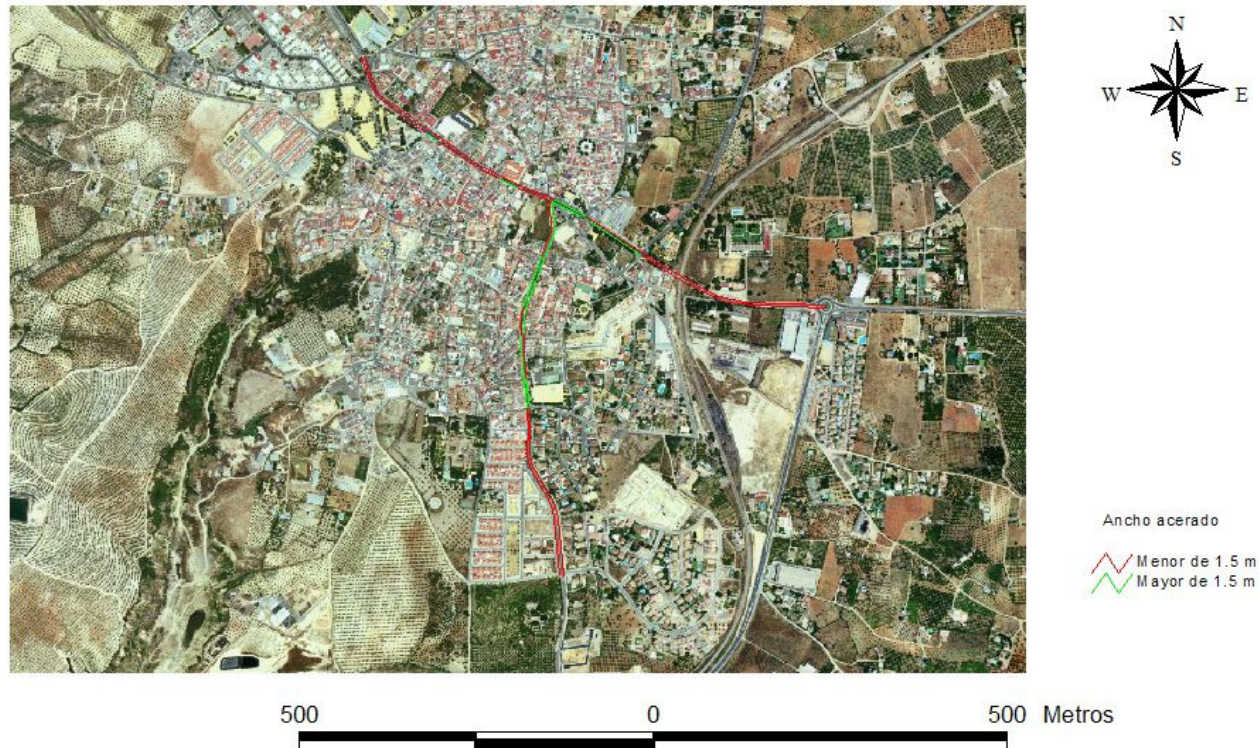 N
W E
S
Ancho acerado
Menor de 1.5 m
Mayor de 1.5 m
500 0 500 Metros